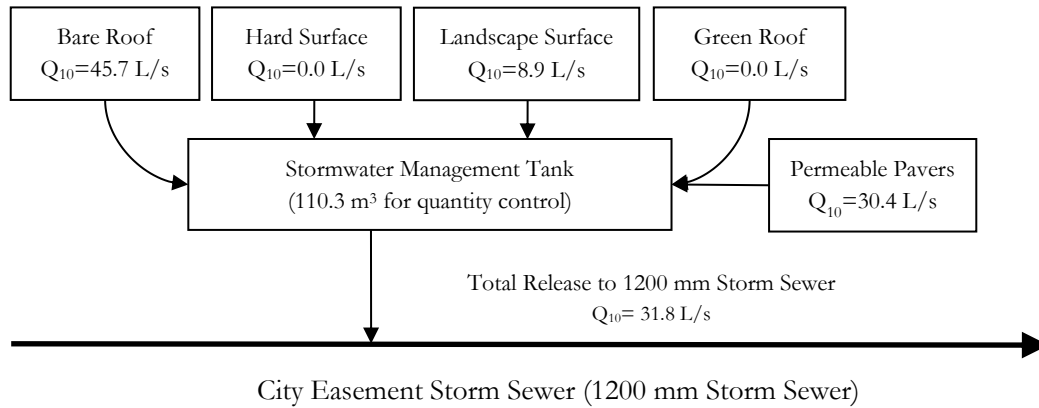 Bare Roof
Q₁₀=45.7 L/s
Hard Surface
Q₁₀=0.0 L/s
Landscape Surface
Q₁₀=8.9 L/s
Green Roof
Q₁₀=0.0 L/s
Stormwater Management Tank
(110.3 m³ for quantity control)
Permeable Pavers
Q₁₀=30.4 L/s
Total Release to 1200 mm Storm Sewer
Q₁₀= 31.8 L/s
City Easement Storm Sewer (1200 mm Storm Sewer)